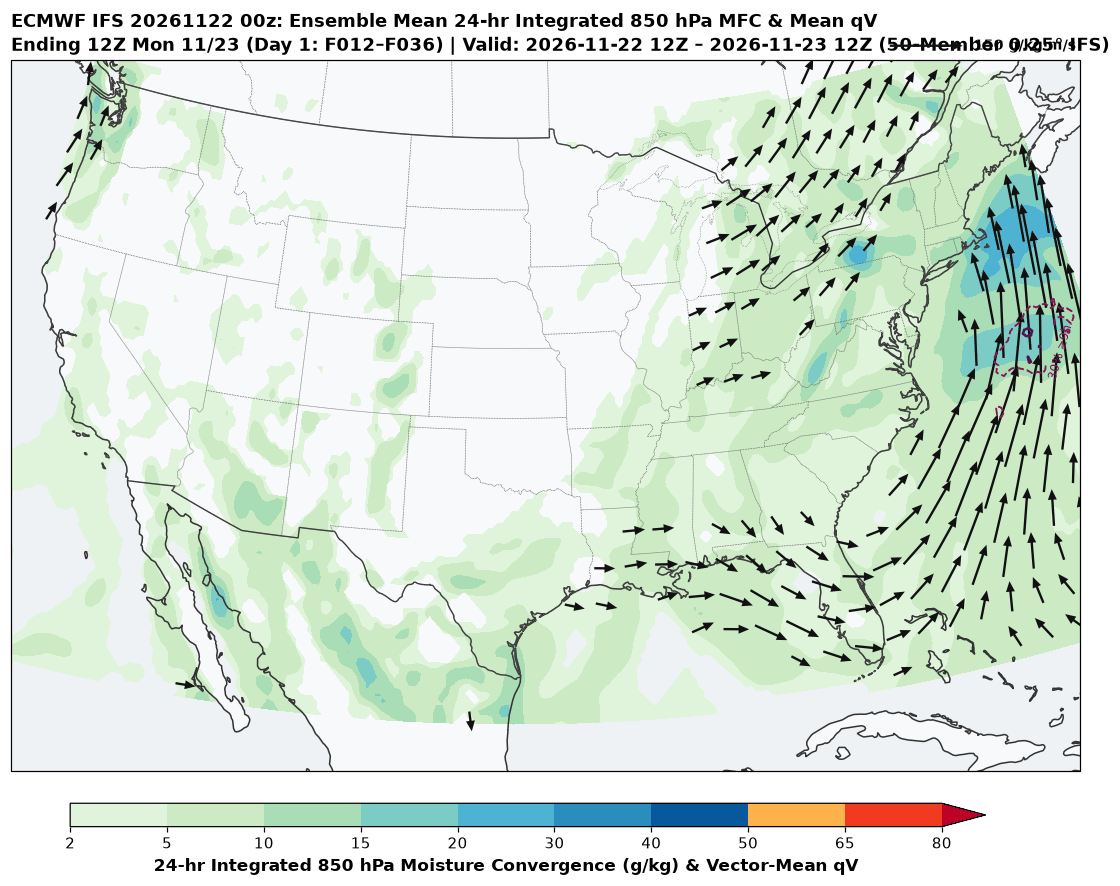 ECMWF IFS 20261122 00z: Ensemble Mean 24-hr Integrated 850 hPa MFC & Mean qV
Ending 12Z Mon 11/23 (Day 1: F012–F036) | Valid: 2026-11-22 12Z – 2026-11-23 12Z (50-Member 0.25° IFS)
2 5 10 15 20 30 40 50 65 80
24-hr Integrated 850 hPa Moisture Convergence (g/kg) & Vector-Mean qV